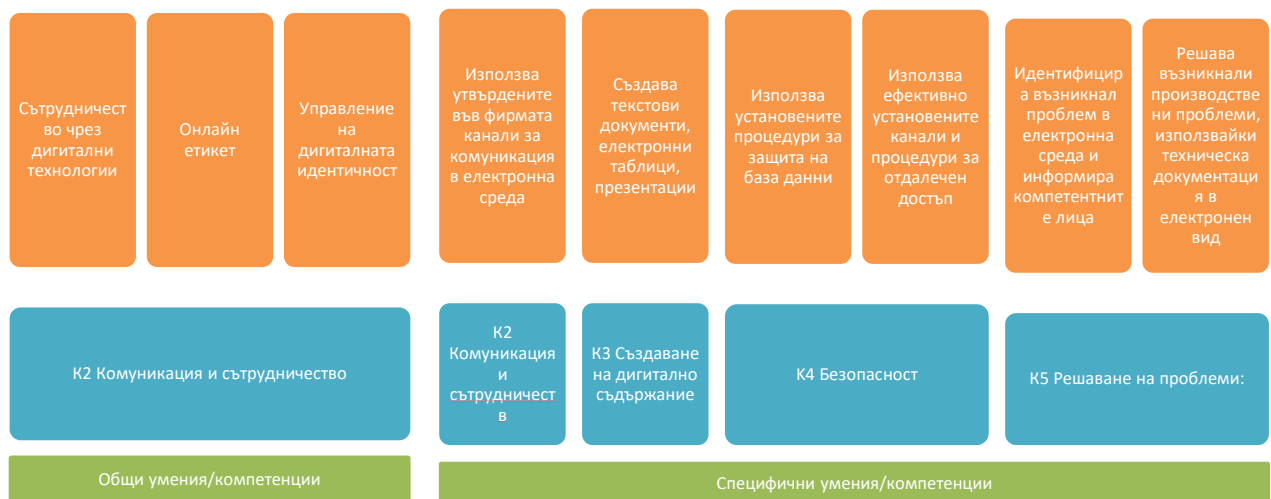 Сътрудничест
во чрез
дигитални
технологии
Онлайн
етикет
Управление
на
дигиталната
идентичност
Използва
утвърдените
във фирмата
канали за
комуникация
в електронна
среда
Създава
текстови
документи,
електронни
таблици,
презентации
Използва
установените
процедури за
защита на
база данни
Използва
ефективно
установените
канали и
процедури за
отдалечен
достъп
Идентифицир
а възникнал
проблем в
електронна
среда и
информира
компетентнит
е лица
Решава
възникнали
производстве
ни проблеми,
използвайки
техническа
документаци
я в
електронен
вид
К2 Комуникация и сътрудничество
К2
Комуникация
и
сътрудничест
в
К3 Създаване
на дигитално
съдържание
К4 Безопасност
К5 Решаване на проблеми:
Общи умения/компетенции
Специфични умения/компетенции